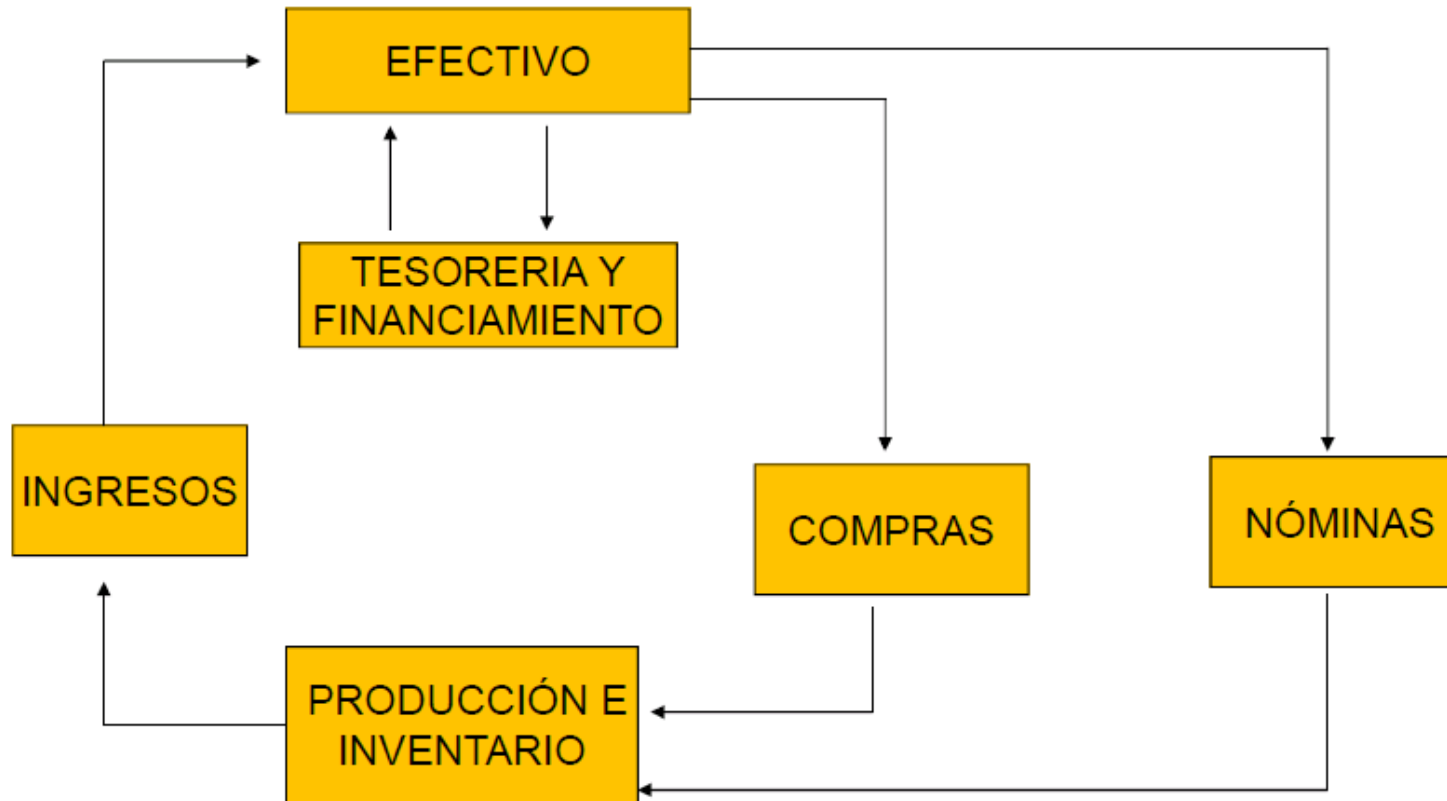 EFECTIVO
TESORERIA Y
FINANCIAMIENTO
INGRESOS
COMPRAS
NÓMINAS
PRODUCCIÓN E
INVENTARIO